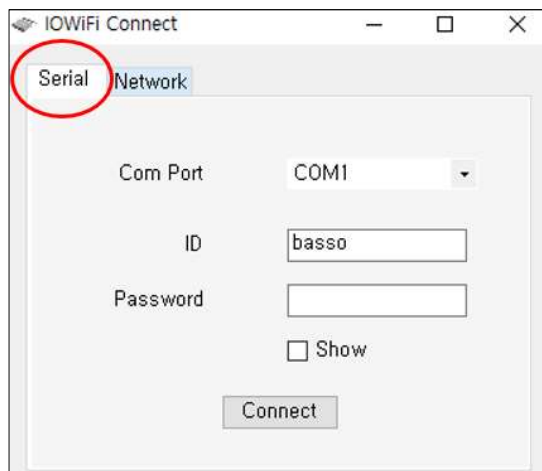 IOWiFi Connect
Serial Network
Com Port COM1
ID basso
Password
Show
Connect